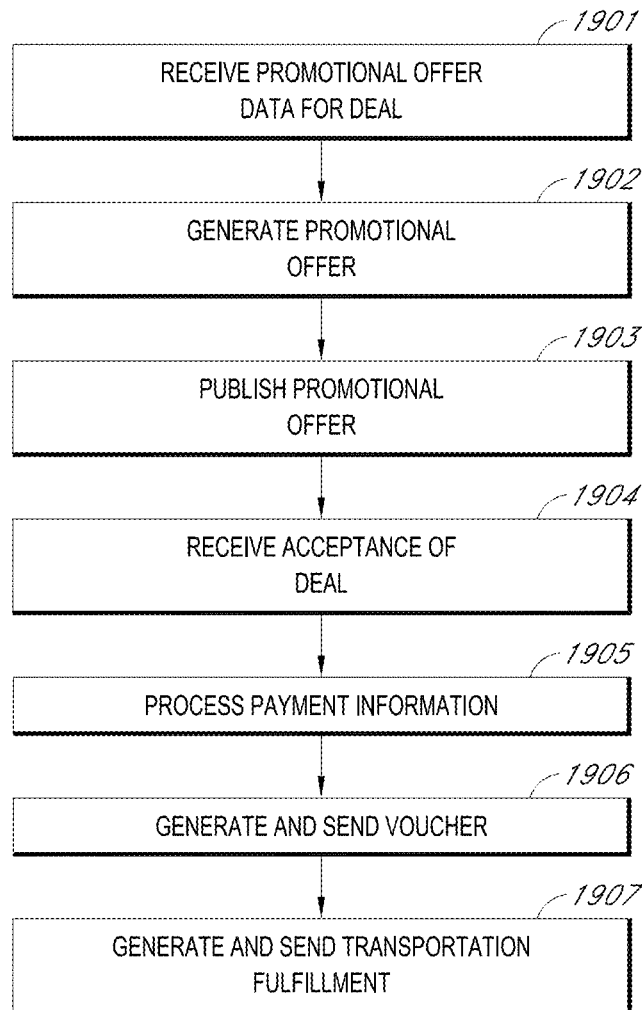 1901
RECEIVE PROMOTIONAL OFFER
DATA FOR DEAL
1902
GENERATE PROMOTIONAL
OFFER
1903
PUBLISH PROMOTIONAL
OFFER
1904
RECEIVE ACCEPTANCE OF
DEAL
1905
PROCESS PAYMENT INFORMATION
1906
GENERATE AND SEND VOUCHER
1907
GENERATE AND SEND TRANSPORTATION
FULFILLMENT